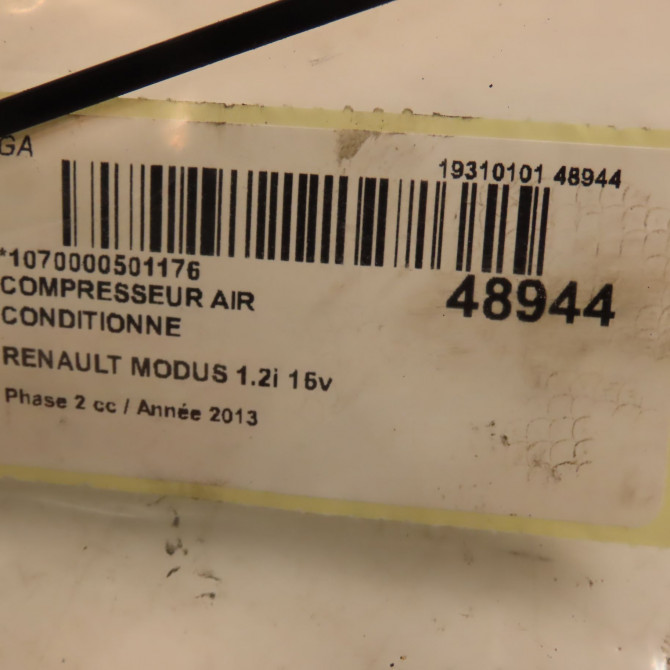 GA
19310101 48944
*1070000501176
48944
COMPRESSEUR AIR
CONDITIONNE
RENAULT MODUS 1.2i 16v
Phase 2 cc / Année 2013